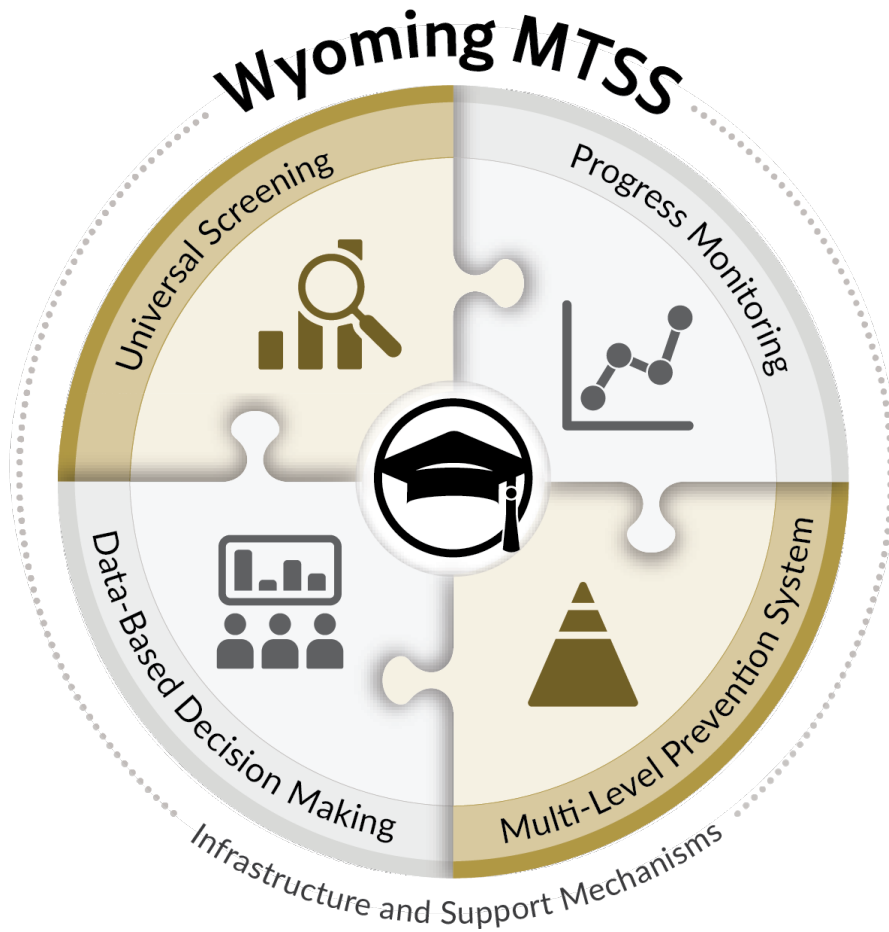 Wyoming MTSS
Universal Screening
Progress Monitoring
Data-Based Decision Making
Multi-Level Prevention System
Infrastructure and Support Mechanisms